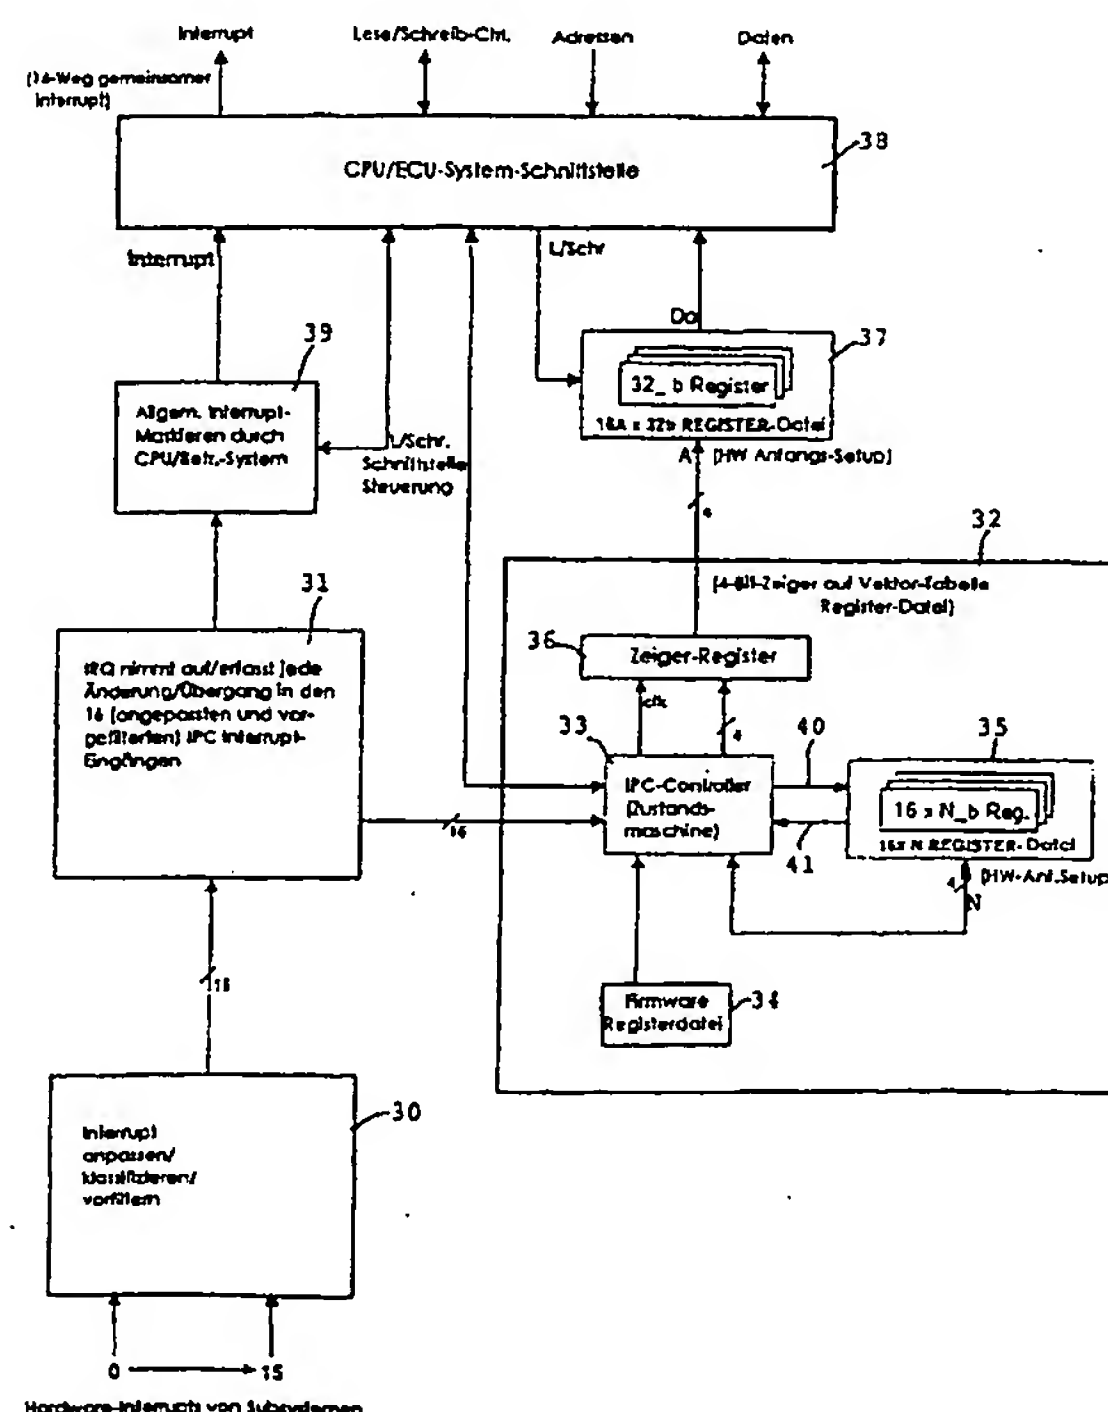 Interrupt
Lese/Schreib-Ctrl.
Adressen
Daten
(16-Weg gemeinsamer
Interrupt)
38
CPU/ECU-System-Schnittstelle
Interrupt
L/Schr
Do
39
37
32_b Register
16A x 32b REGISTER-Datei
Allgem. Interrupt-
Maskieren durch
CPU/Betr.-System
L/Schr.
Schnittstelle
Steuerung
A
[HW Anfangs-Setup]
4
32
[4-Bit-Zeiger auf Vektor-Tabelle
Register-Datei]
31
IRQ nimmt auf/erfasst jede
Änderung/Übergang in den
16 (angepassten und vor-
gefilterten) IPC Interrupt-
Eingängen
36
Zeiger-Register
clk
4
33
40
35
IPC-Controller
(Zustands-
maschine)
16 x N_b Reg.
16x N REGISTER-Datei
41
16
4
N
[HW-Anf.Setup
16
Firmware
Registerdatei
34
30
Interrupt
anpassen/
klassifizieren/
vorfiltern
0
15
Hardware-Interrupts von Subsystemen